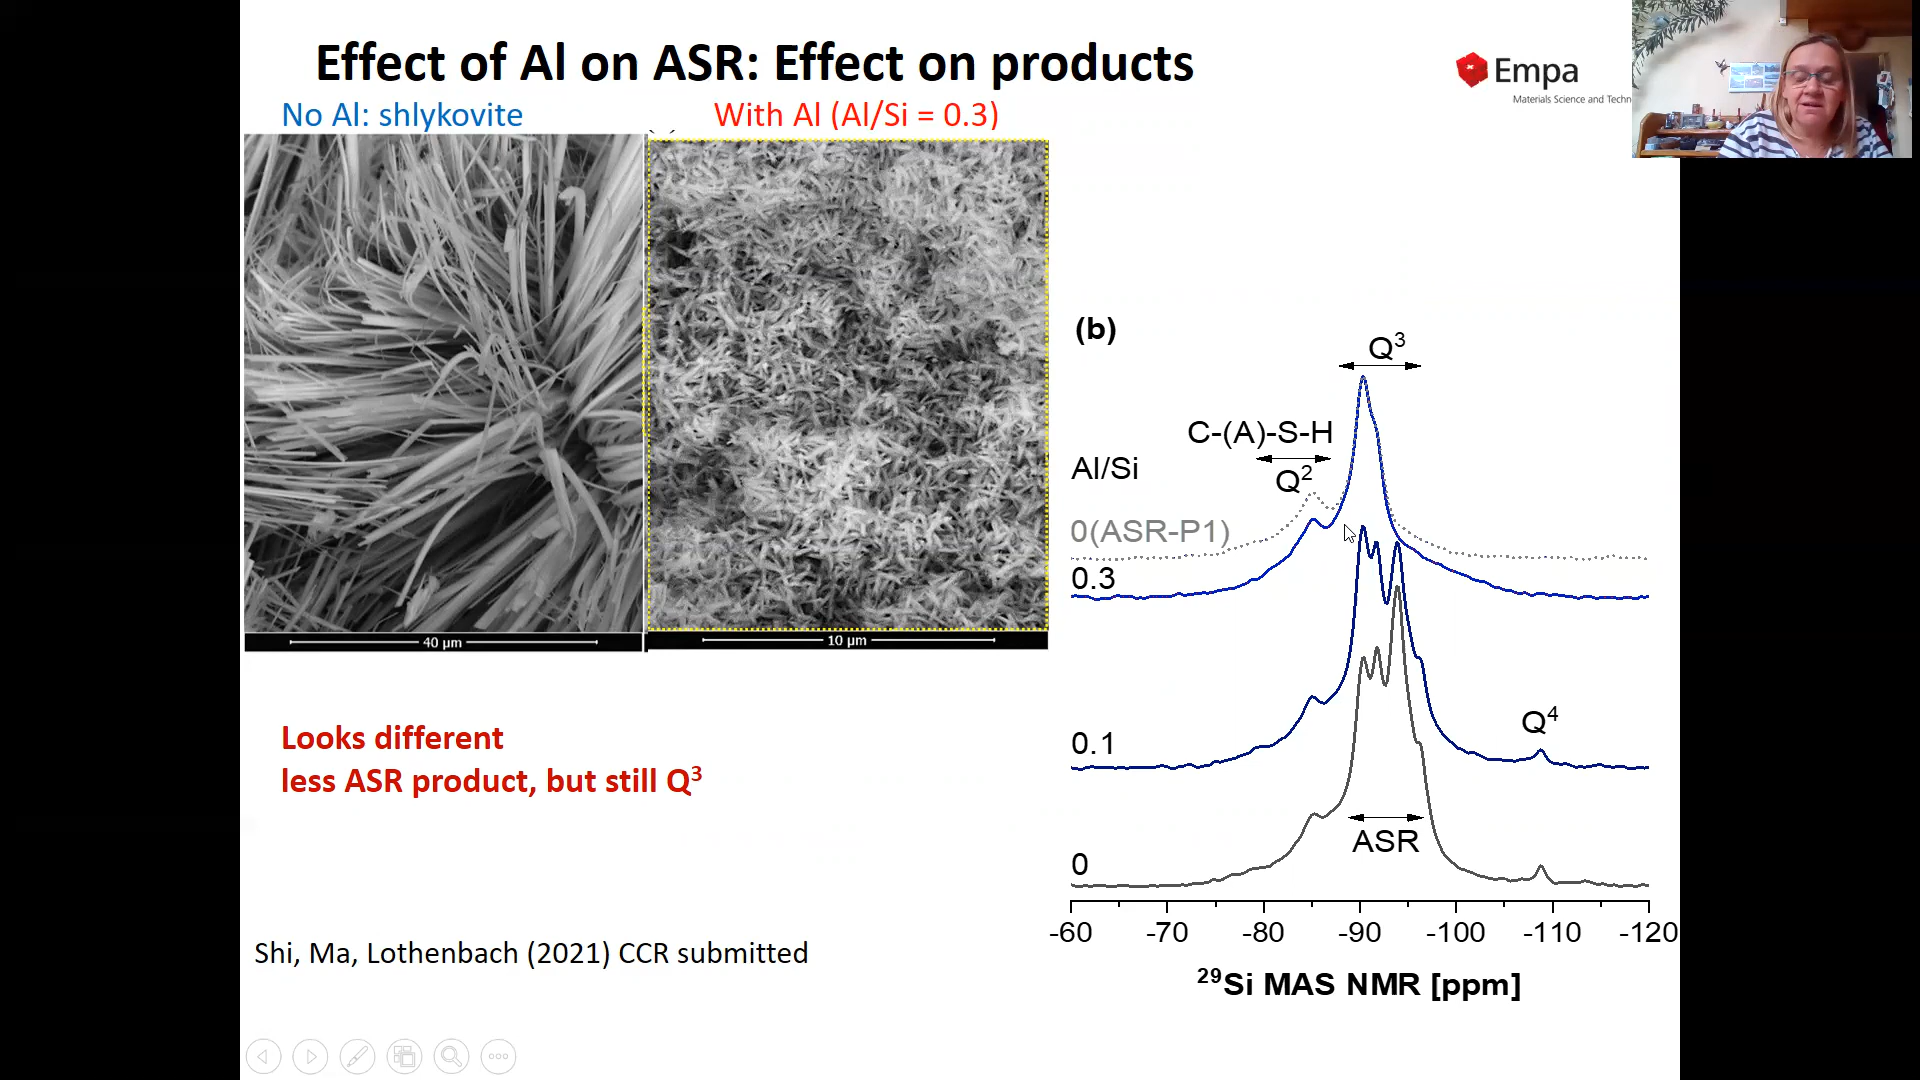 Effect of Al on ASR: Effect on products
Empa
Materials Science and Techn
No Al: shlykovite
With Al (Al/Si = 0.3)
40 µm
10 µm
(b)
Q³
C-(A)-S-H
Q²
Al/Si
0(ASR-P1)
0.3
0.1
Q⁴
ASR
0
-60 -70 -80 -90 -100 -110 -120
²⁹Si MAS NMR [ppm]
Looks different
less ASR product, but still Q³
Shi, Ma, Lothenbach (2021) CCR submitted